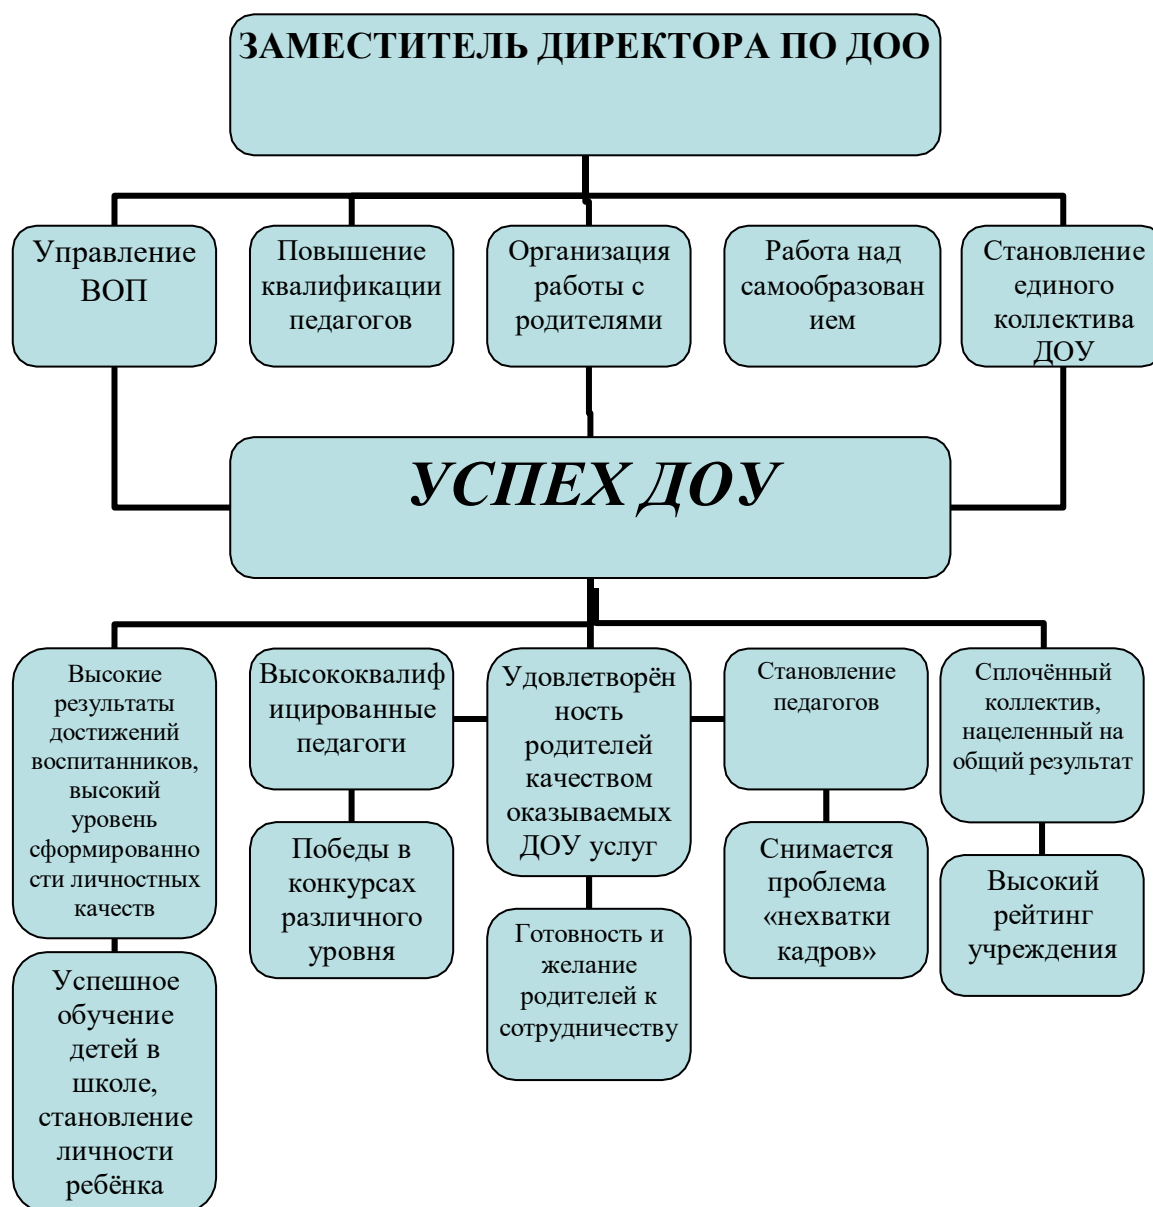 ЗАМЕСТИТЕЛЬ ДИРЕКТОРА ПО ДОО
Управление
ВОП
Повышение
квалификации
педагогов
Организация
работы с
родителями
Работа над
самообразован
ием
Становление
единого
коллектива
ДОУ
УСПЕХ ДОУ
Высокие
результаты
достижений
воспитанников,
высокий
уровень
сформированно
сти личностных
качеств
Высококвалиф
ицированные
педагоги
Удовлетворён
ность
родителей
качеством
оказываемых
ДОУ услуг
Становление
педагогов
Сплочённый
коллектив,
нацеленный на
общий результат
Успешное
обучение
детей в
школе,
становление
личности
ребёнка
Победы в
конкурсах
различного
уровня
Готовность и
желание
родителей к
сотрудничеству
Снимается
проблема
«нехватки
кадров»
Высокий
рейтинг
учреждения